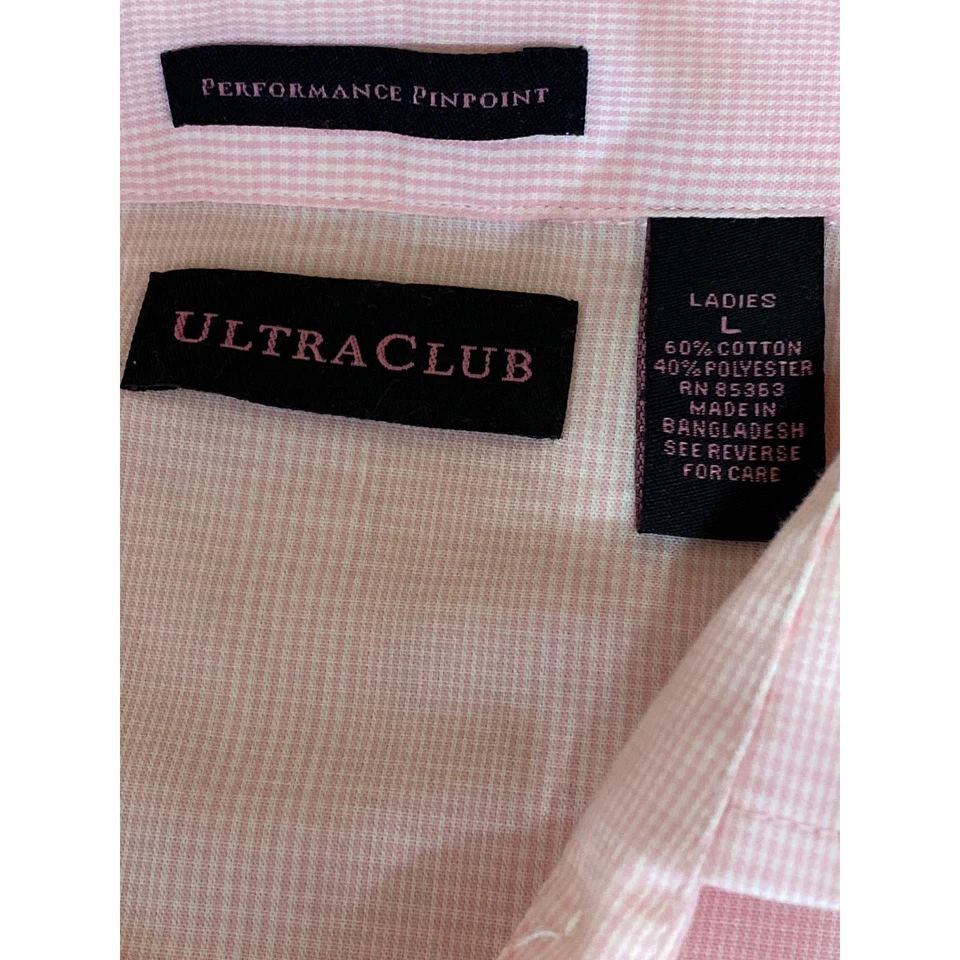 PERFORMANCE PINPOINT
ULTRACLUB
LADIES
L
60% COTTON
40% POLYESTER
RN 85363
MADE IN
BANGLADESH
SEE REVERSE
FOR CARE